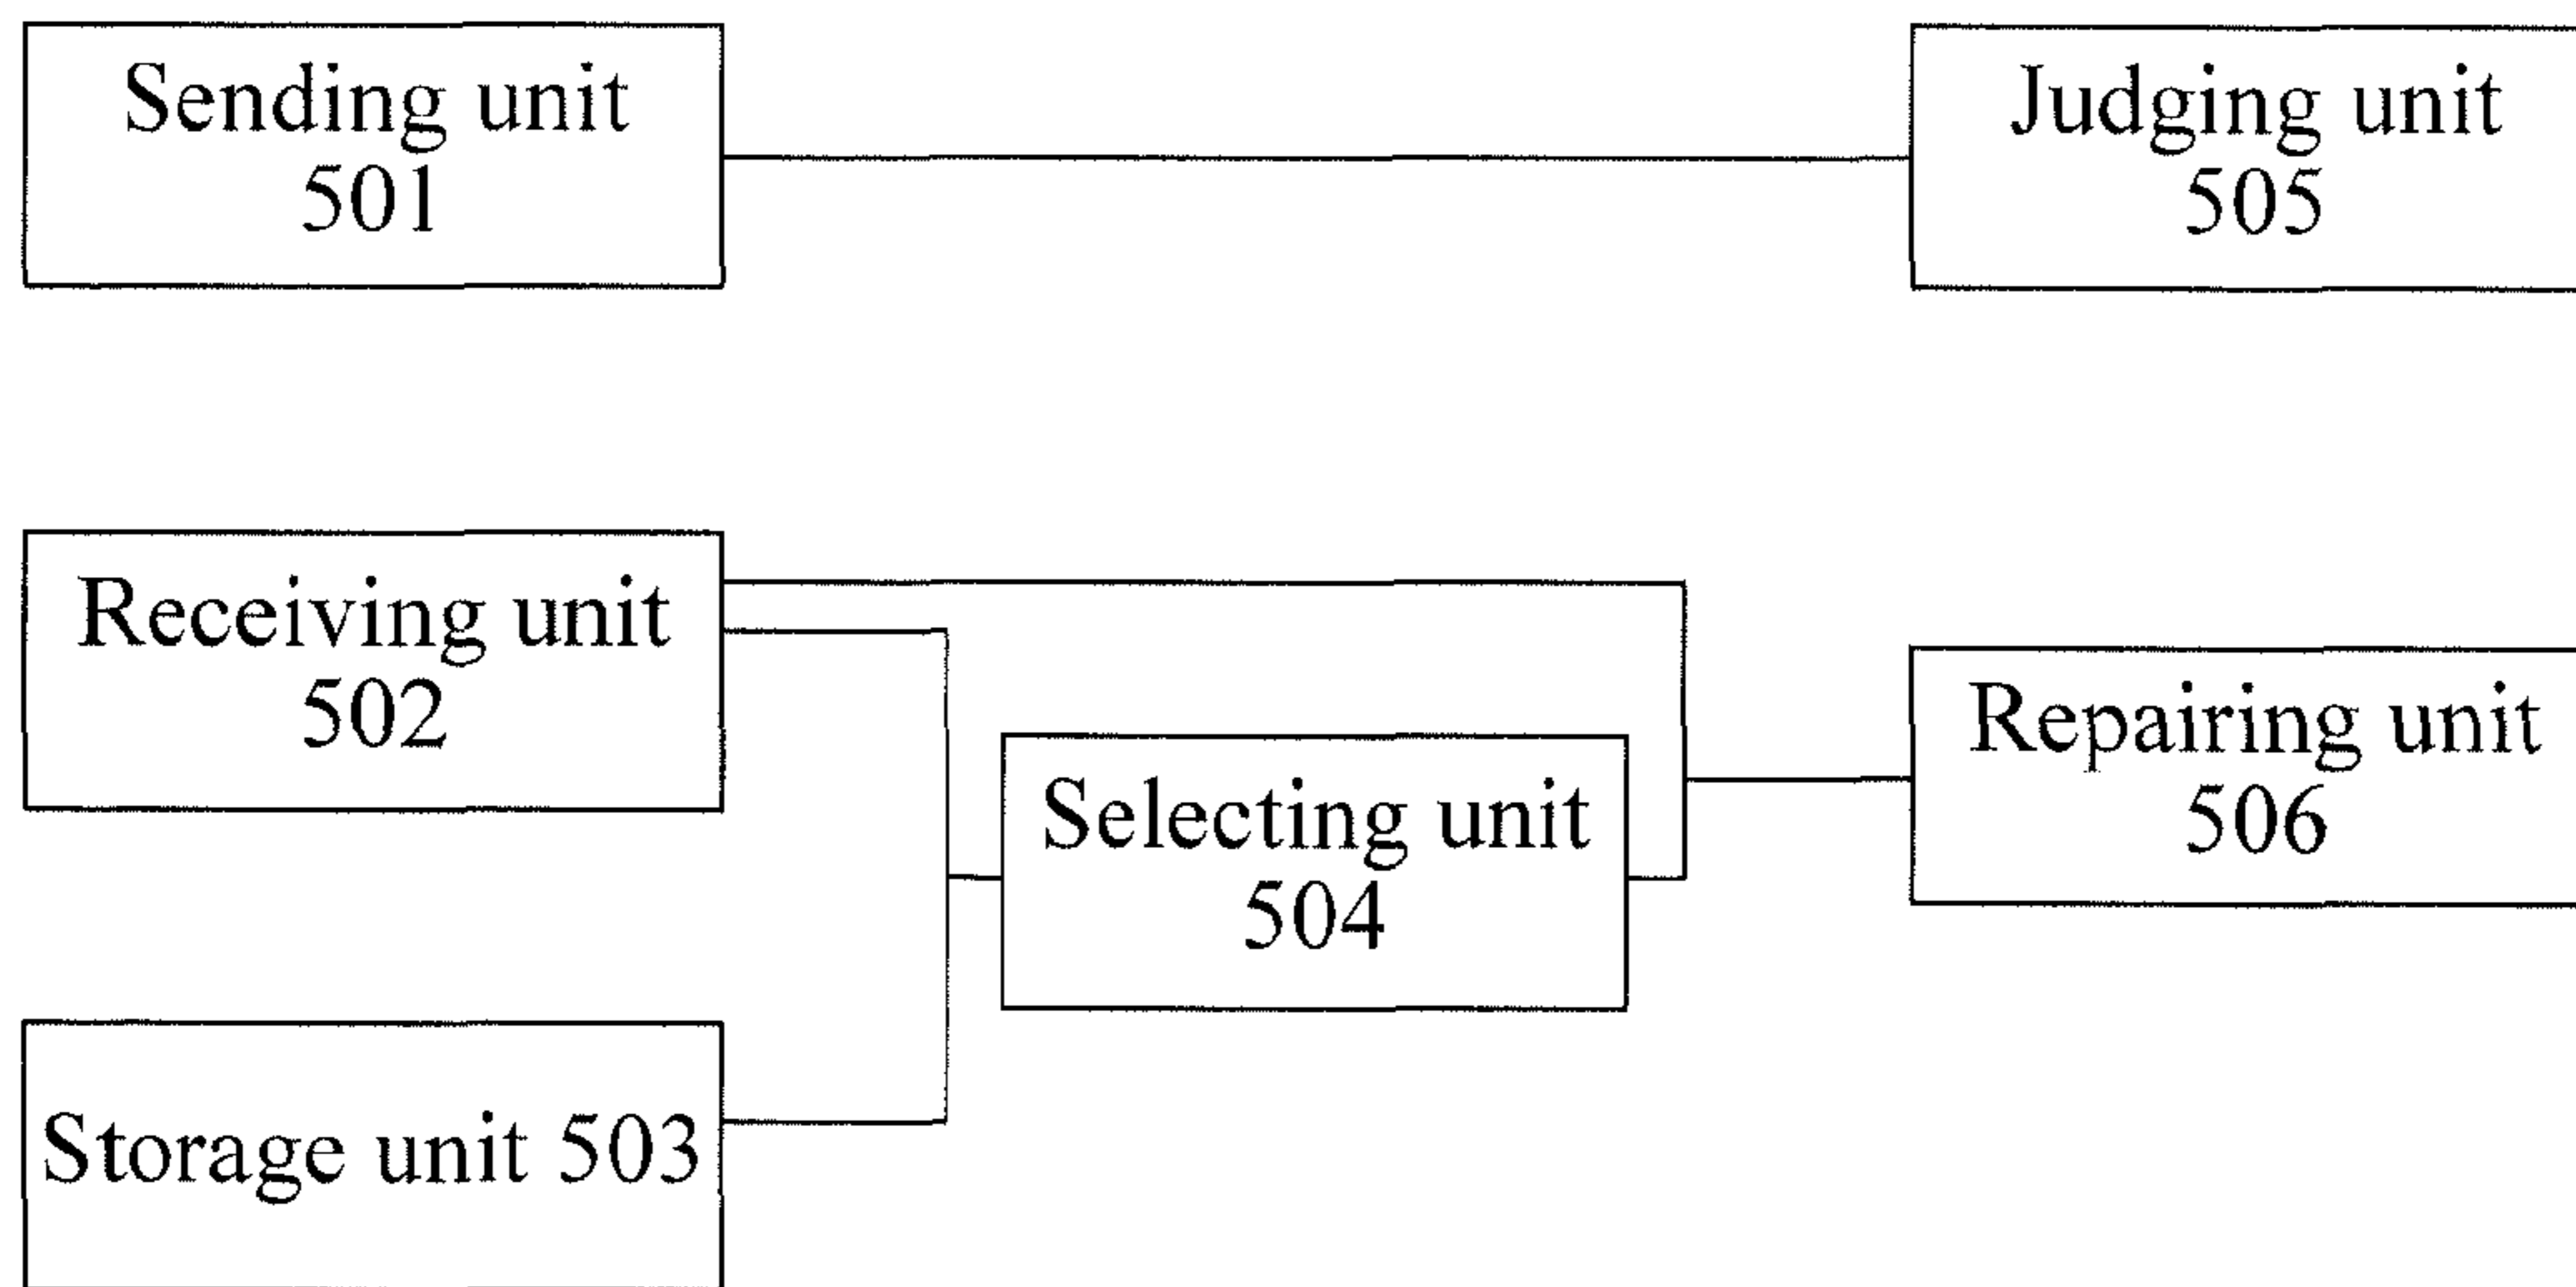 Sending unit
501
Judging unit
505
Receiving unit
502
Repairing unit
506
Selecting unit
504
Storage unit 503